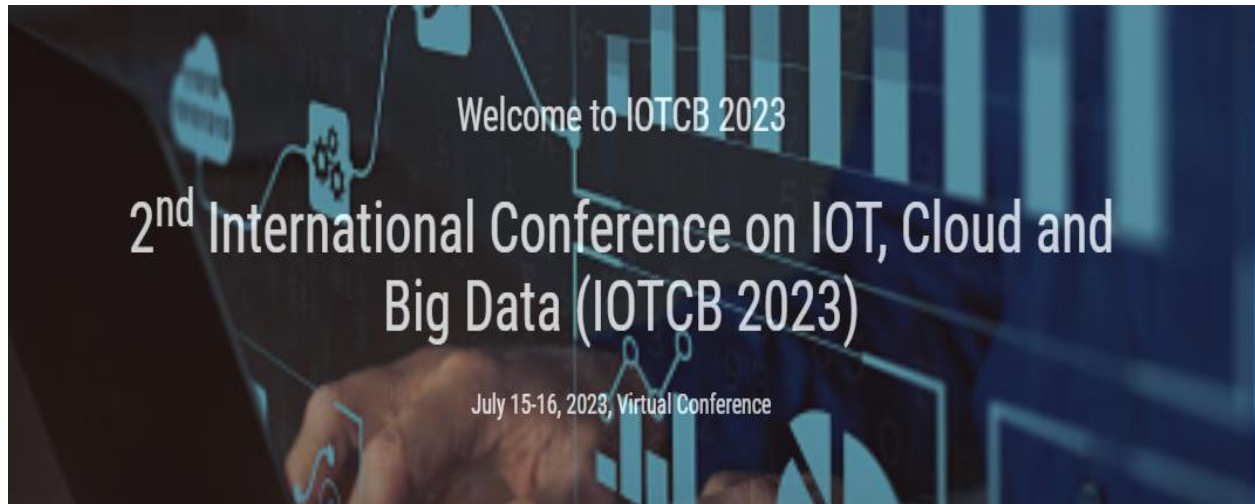 Welcome to IOTCB 2023
2nd International Conference on IOT, Cloud and
Big Data (IOTCB 2023)
July 15-16, 2023, Virtual Conference